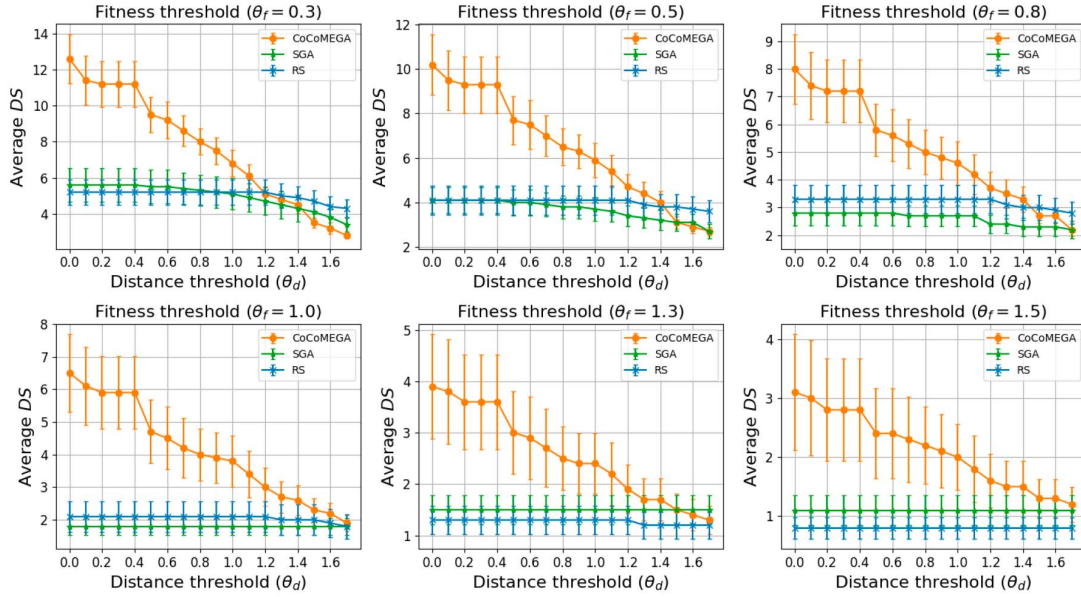 Fitness threshold (θf = 0.3)
Average DS
14
12
10
8
6
4
CoCoMEGA
SGA
RS
0.0 0.2 0.4 0.6 0.8 1.0 1.2 1.4 1.6
Distance threshold (θd)
Fitness threshold (θf = 0.5)
Average DS
12
10
8
6
4
2
CoCoMEGA
SGA
RS
0.0 0.2 0.4 0.6 0.8 1.0 1.2 1.4 1.6
Distance threshold (θd)
Fitness threshold (θf = 0.8)
Average DS
9
8
7
6
5
4
3
2
CoCoMEGA
SGA
RS
0.0 0.2 0.4 0.6 0.8 1.0 1.2 1.4 1.6
Distance threshold (θd)
Fitness threshold (θf = 1.0)
Average DS
8
7
6
5
4
3
2
CoCoMEGA
SGA
RS
0.0 0.2 0.4 0.6 0.8 1.0 1.2 1.4 1.6
Distance threshold (θd)
Fitness threshold (θf = 1.3)
Average DS
5
4
3
2
1
CoCoMEGA
SGA
RS
0.0 0.2 0.4 0.6 0.8 1.0 1.2 1.4 1.6
Distance threshold (θd)
Fitness threshold (θf = 1.5)
Average DS
4
3
2
1
CoCoMEGA
SGA
RS
0.0 0.2 0.4 0.6 0.8 1.0 1.2 1.4 1.6
Distance threshold (θd)